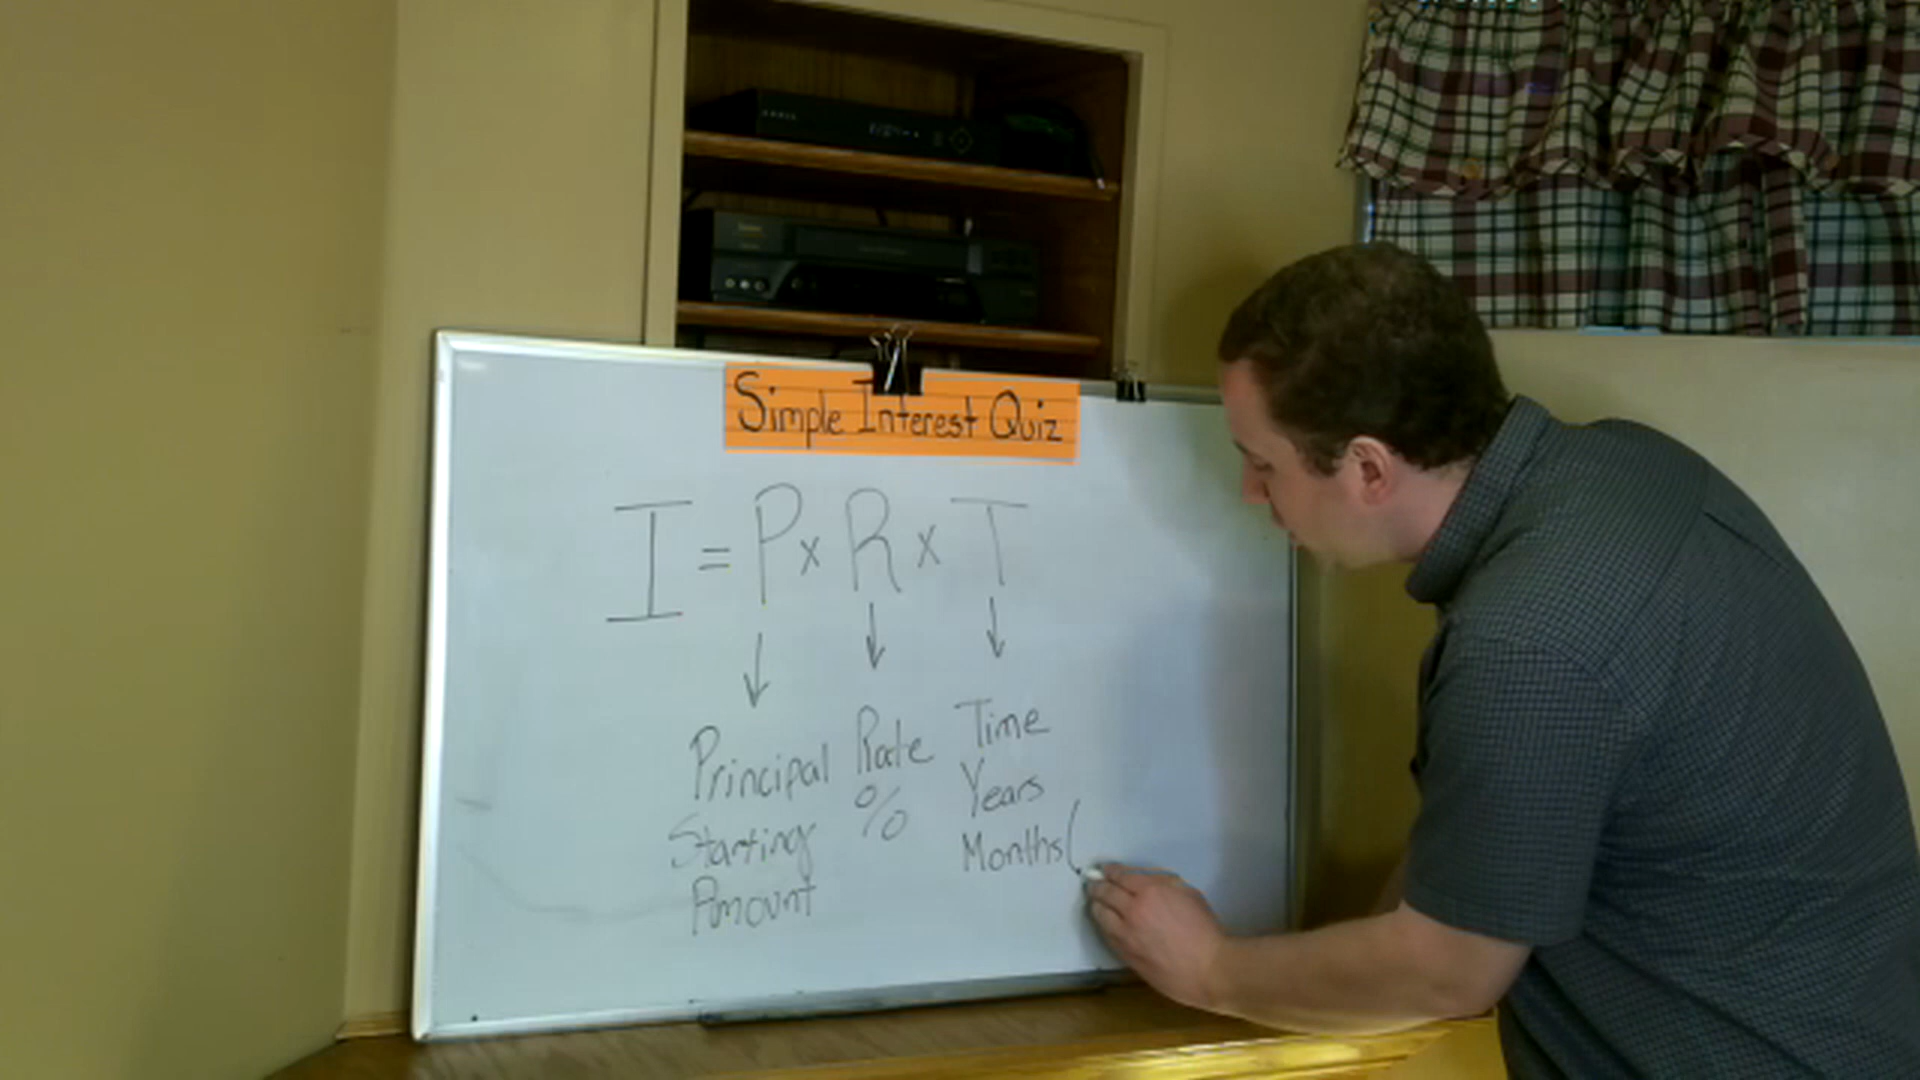 Simple Interest Quiz
I = P x R x T
Principal Rate Time
% Years
Starting Months(
Amount